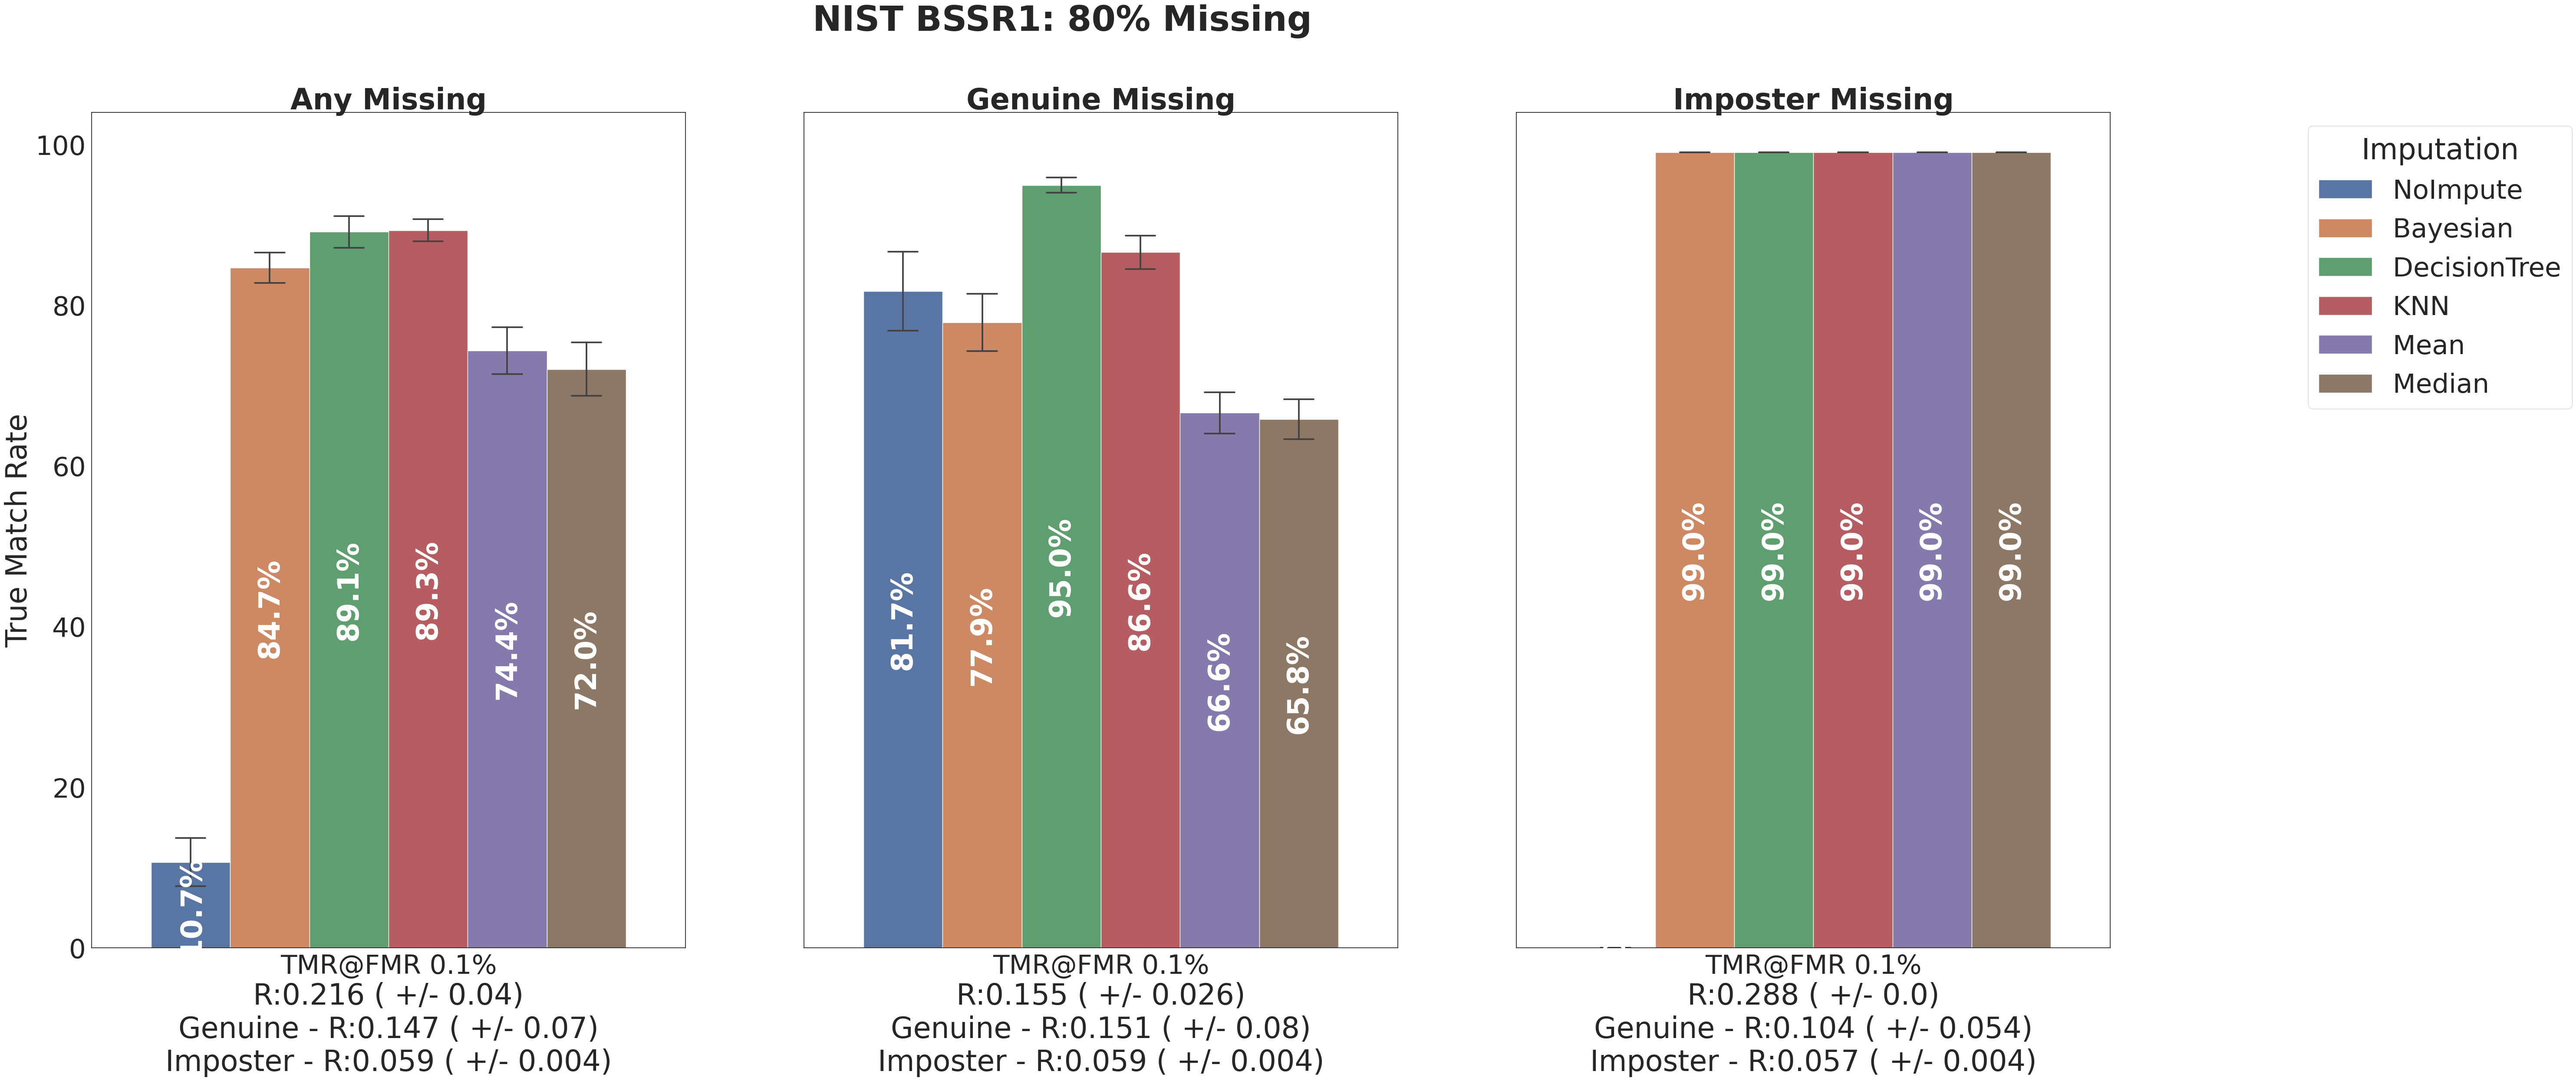 NIST BSSR1: 80% Missing
Any Missing
Genuine Missing
Imposter Missing
True Match Rate
100
80
60
40
20
0
10.7%
84.7%
89.1%
89.3%
74.4%
72.0%
81.7%
77.9%
95.0%
86.6%
66.6%
65.8%
99.0%
99.0%
99.0%
99.0%
99.0%
TMR@FMR 0.1%
R:0.216 ( +/- 0.04)
Genuine - R:0.147 ( +/- 0.07)
Imposter - R:0.059 ( +/- 0.004)
TMR@FMR 0.1%
R:0.155 ( +/- 0.026)
Genuine - R:0.151 ( +/- 0.08)
Imposter - R:0.059 ( +/- 0.004)
TMR@FMR 0.1%
R:0.288 ( +/- 0.0)
Genuine - R:0.104 ( +/- 0.054)
Imposter - R:0.057 ( +/- 0.004)
Imputation
NoImpute
Bayesian
DecisionTree
KNN
Mean
Median